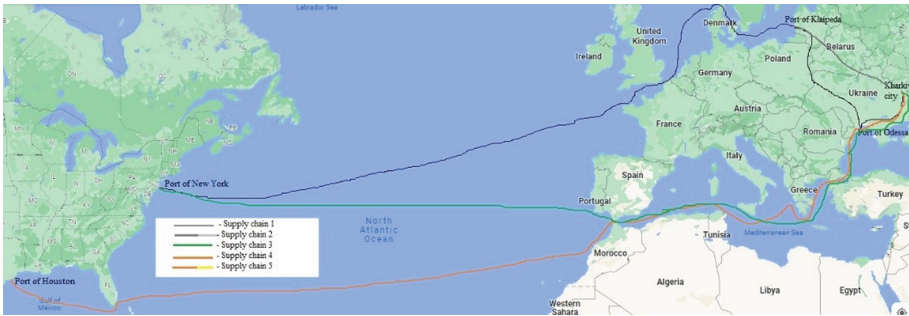 Labrador Sea
Denmark
Port of Klaipeda
United
Kingdom
Belarus
Ireland
Poland
Germany
Kharkiv
city
Ukraine
ON
QC
Austria
France
Romania
Port of Odessa
Italy
Port of New York
Spain
Greece
Turkey
Portugal
- Supply chain 1
- Supply chain 2
- Supply chain 3
- Supply chain 4
- Supply chain 5
North
Atlantic
Ocean
Tunisia
Mediterranean Sea
Morocco
Port of Houston
Algeria
Libya
Egypt
FL
Gulf of
Mexico
Western
Sahara